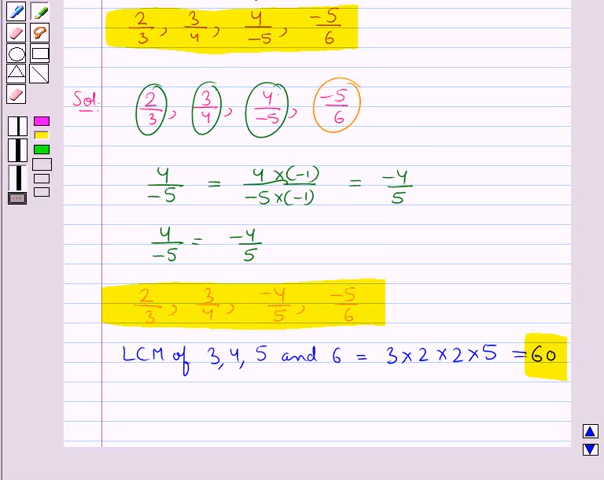 2/3, 3/4, 4/-5, -5/6
Sol. 2/3, 3/4, 4/-5, -5/6
4/-5 = 4×(-1)/-5×(-1) = -4/5
4/-5 = -4/5
2/3, 3/4, -4/5, -5/6
LCM of 3,4, 5 and 6 = 3×2×2×5 = 60